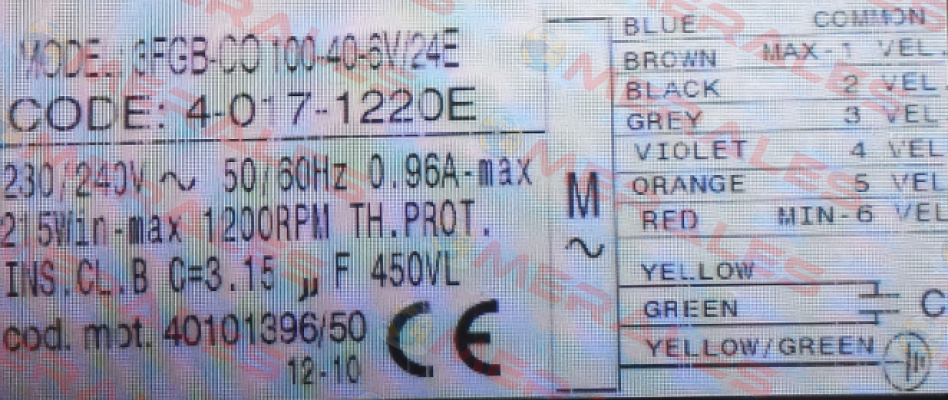 MODE.: 3FGB-CO 100-40-6V/24E
CODE: 4-017-1220E
230/240V ~ 50/60Hz 0.96A-max
215Win-max 1200RPM TH.PROT.
INS.CL.B C=3.15 µF 450VL
cod. mot. 40101396/50
12-10
CE
M
~
BLUE COMMON
BROWN MAX-1 VEL.
BLACK 2 VEL
GREY 3 VEL
VIOLET 4 VEL
ORANGE 5 VEL
RED MIN-6 VEL
YELLOW
GREEN C
YELLOW/GREEN
OMERSALES